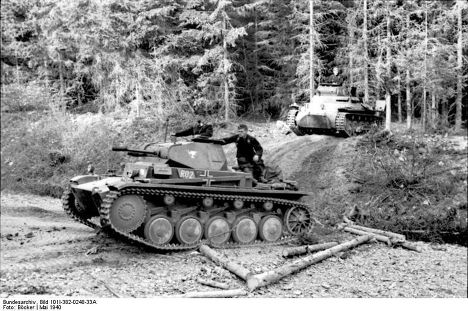 R02
Bundesarchiv, Bild 101I-382-0248-33A
Foto: Böcker | Mai 1940